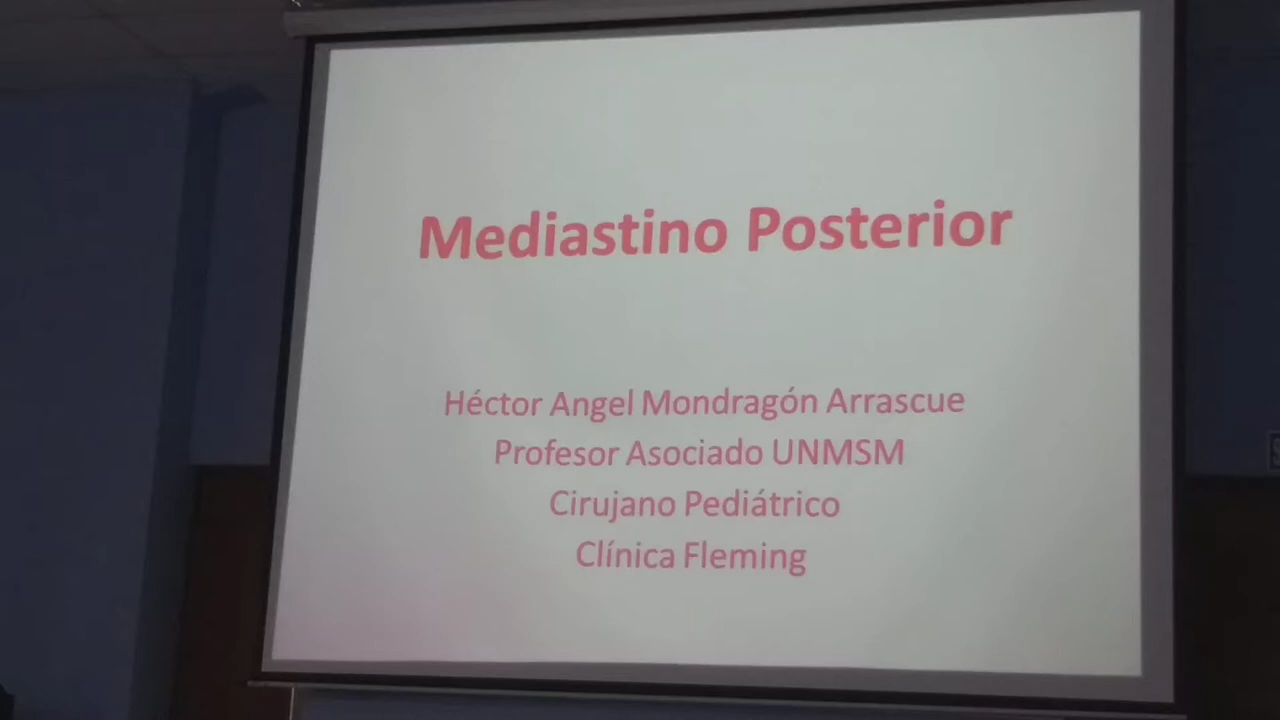 Mediastino Posterior
Héctor Angel Mondragón Arrascue
Profesor Asociado UNMSM
Cirujano Pediátrico
Clínica Fleming